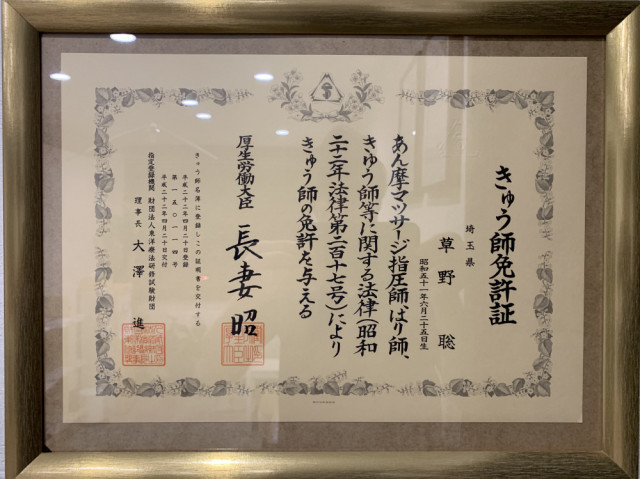 きゅう師免許証
埼玉県
草野 聡
昭和五十一年六月二十五日生
あん摩マツサージ指圧師、はり師、
きゆう師等に関する法律(昭和
二十二年法律第二百十七号)により
きゅう師の免許を与える
厚生労働大臣 長妻 昭
きゅう師名簿に登録しこの証明書を交付する
平成二十二年四月二十日登録
第一五〇一一四号
平成二十二年四月二十日交付
指定登録機関 財団法人東洋療法研修試験財団
理事長 大澤 進